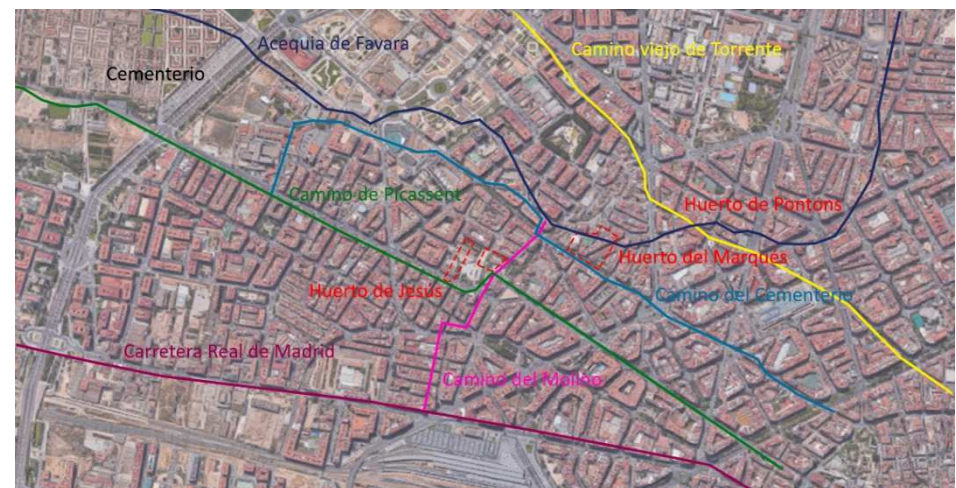 Acequia de Favara
Camino viejo de Torrente
Cementerio
Camino de Picassent
Huerto de Pontons
Huerto del Marqués
Huerto de Jesús
Camino del Cementerio
Carretera Real de Madrid
Camino del Molino